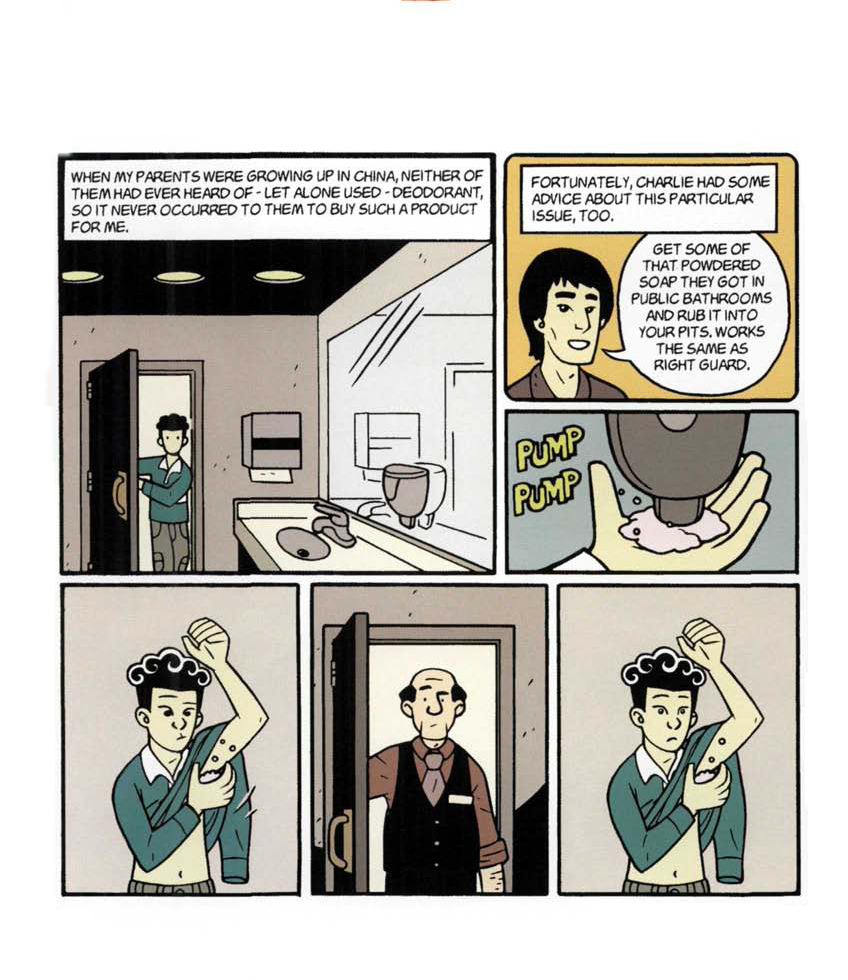 WHEN MY PARENTS WERE GROWING UP IN CHINA, NEITHER OF
THEM HAD EVER HEARD OF - LET ALONE USED - DEODORANT,
SO IT NEVER OCCURRED TO THEM TO BUY SUCH A PRODUCT
FOR ME.
FORTUNATELY, CHARLIE HAD SOME
ADVICE ABOUT THIS PARTICULAR
ISSUE, TOO.
GET SOME OF
THAT POWDERED
SOAP THEY GOT IN
PUBLIC BATHROOMS
AND RUB IT INTO
YOUR PITS. WORKS
THE SAME AS
RIGHT GUARD.
PUMP
PUMP